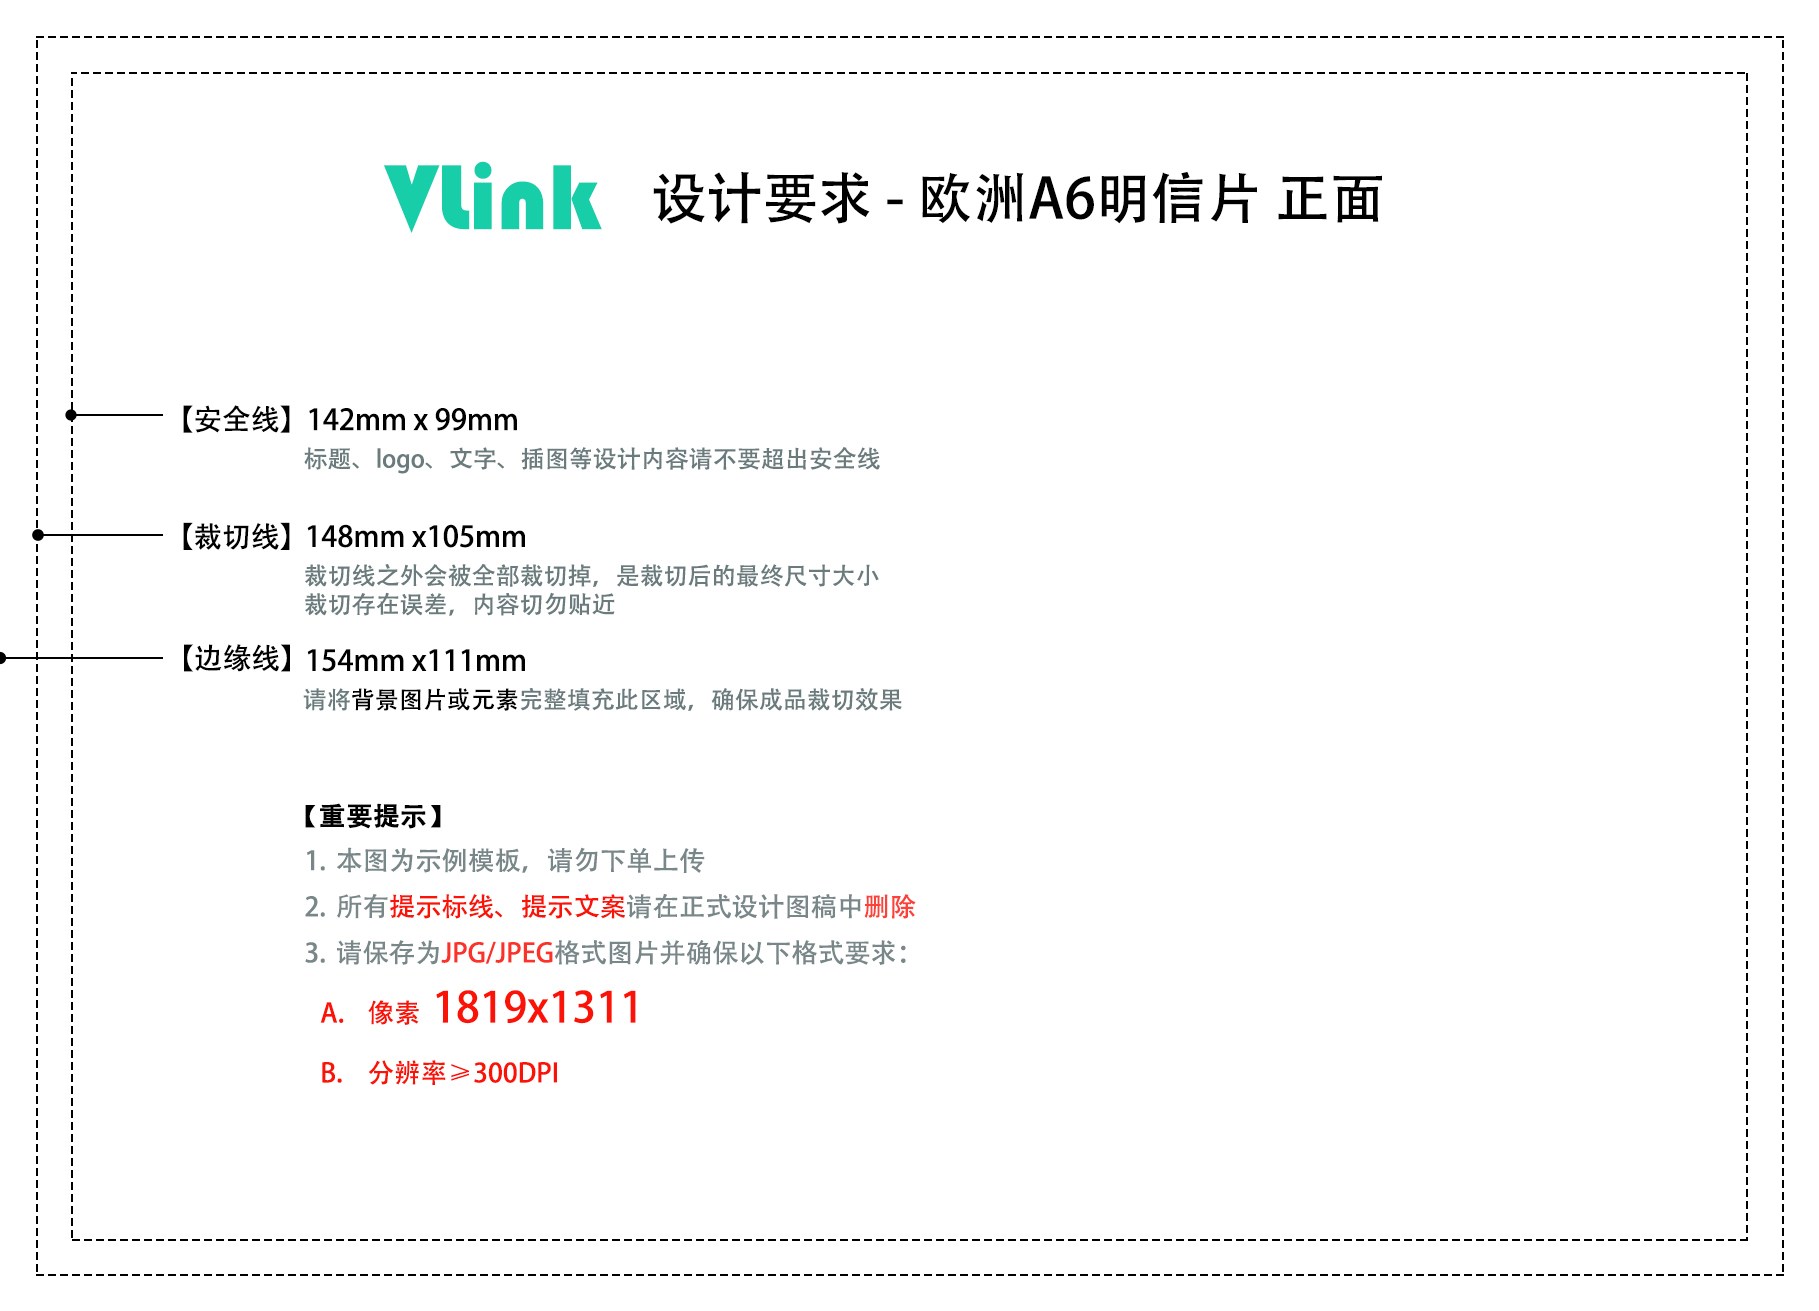 Vlink 设计要求 - 欧洲A6明信片 正面
【安全线】 142mm x 99mm
标题、logo、文字、插图等设计内容请不要超出安全线
【裁切线】 148mm x105mm
裁切线之外会被全部裁切掉，是裁切后的最终尺寸大小
裁切存在误差，内容切勿贴近
【边缘线】 154mm x111mm
请将背景图片或元素完整填充此区域，确保成品裁切效果
【重要提示】
1. 本图为示例模板，请勿下单上传
2. 所有提示标线、提示文案请在正式设计图稿中删除
3. 请保存为JPG/JPEG格式图片并确保以下格式要求：
A. 像素 1819x1311
B. 分辨率≥300DPI